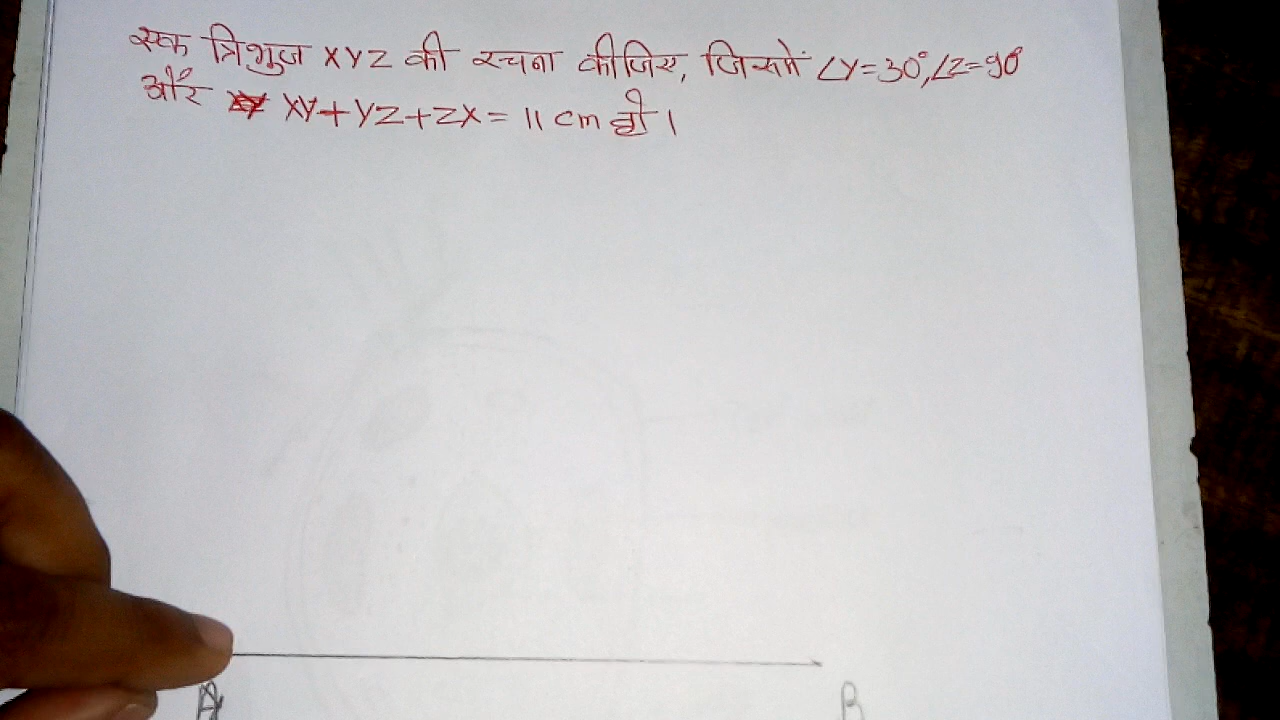 एक त्रिभुज XYZ की रचना कीजिए, जिसमें ∠Y=30°,∠Z=90°
और XY+YZ+ZX= 11 cm हो।
A B